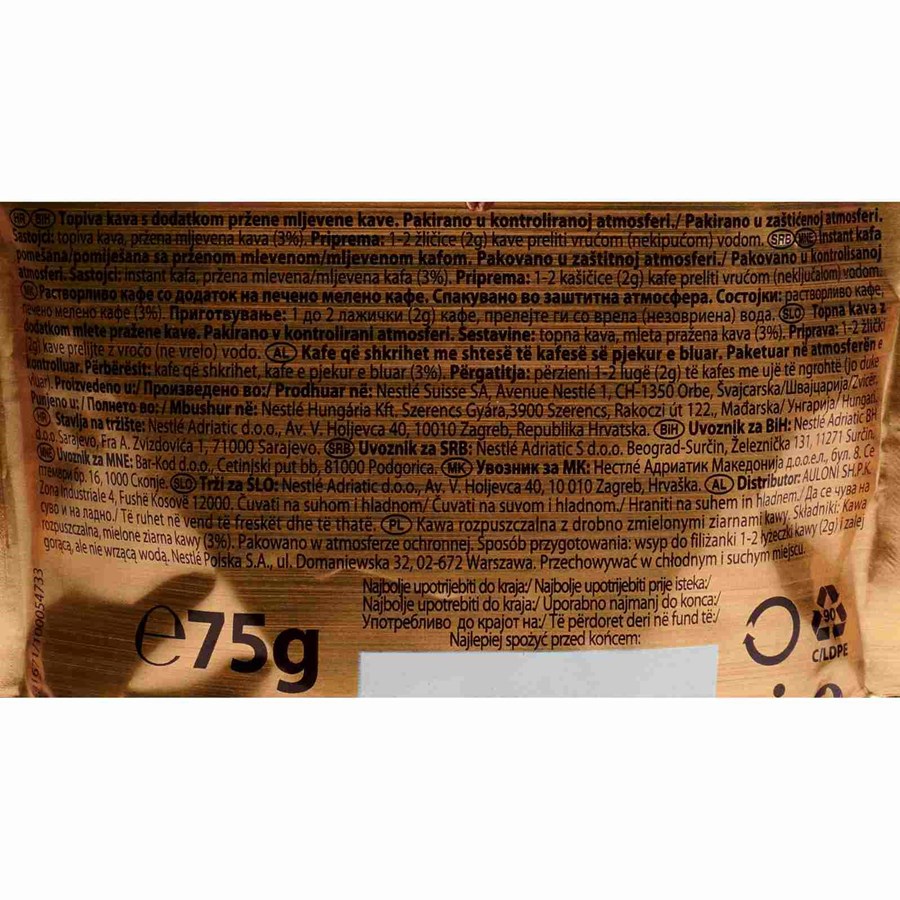 HR BIH Topiva kava s dodatkom pržene mljevene kave. Pakirano u kontroliranoj atmosferi./ Pakirano u zaštićenoj atmosferi.
Sastojci: topiva kava, pržena mljevena kava (3%). Priprema: 1-2 žličice (2g) kave preliti vrućom (nekipućom) vodom. SRB MNE Instant kafa
pomešana/pomiješana sa prženom mlevenom/mljevenom kafom. Pakovano u zaštitnoj atmosferi./ Pakovano u kontrolisanoj
atmosferi. Sastojci: instant kafa, pržena mlevena/mljevena kafa (3%). Priprema: 1-2 kašičice (2g) kafe preliti vrućom (neključalom) vodom.
MK Растворливо кафе со додаток на печено мелено кафе. Спакувано во заштитна атмосфера. Состојки: растворливо кафе,
печено мелено кафе (3%). Приготвување: 1 до 2 лажички (2g) кафе, прелејте ги со врела (незовриена) вода. SLO Topna kava z
dodatkom mlete pražene kave. Pakirano v kontrolirani atmosferi. Sestavine: topna kava, mleta pražena kava (3%). Priprava: 1-2 žlički
(2g) kave prelijte z vročo (ne vrelo) vodo. AL Kafe që shkrihet me shtesë të kafesë së pjekur e bluar. Paketuar në atmosferën e
kontrolluar. Përbërësit: kafe që shkrihet, kafe e pjekur e bluar (3%). Përgatitja: përzieni 1-2 lugë (2g) të kafes me ujë të ngrohtë (jo duke
vluar). Proizvedeno u:/ Произведено во:/ Prodhuar në: Nestlé Suisse SA, Avenue Nestlé 1, CH-1350 Orbe, Švajcarska/Швајцарија/Zvicër.
Punjeno u:/ Полнето во:/ Mbushur në: Nestlé Hungária Kft. Szerencs Gyára,3900 Szerencs, Rakoczi út 122., Mađarska/ Унгарија/ Hungari.
HR Stavlja na tržište: Nestlé Adriatic d.o.o., Av. V. Holjevca 40, 10010 Zagreb, Republika Hrvatska. BIH Uvoznik za BiH: Nestlé Adriatic BH
d.o.o. Sarajevo, Fra A. Zvizdovića 1, 71000 Sarajevo. SRB Uvoznik za SRB: Nestlé Adriatic S d.o.o. Beograd-Surčin, Železnička 131, 11271 Surčin.
MNE Uvoznik za MNE: Bar-Kod d.o.o., Cetinjski put bb, 81000 Podgorica. MK Увозник за МК: Нестлé Адриатик Македонија д.о.о.ел., бул. 8. Се
птември бр. 16, 1000 Скопје. SLO Trži za SLO: Nestlé Adriatic d.o.o., Av. V. Holjevca 40, 10 010 Zagreb, Hrvaška. AL Distributor: AULONI SH.P.K.
Zona Industriale 4, Fushë Kosovë 12000. Čuvati na suhom i hladnom/ Čuvati na suvom i hladnom./ Hraniti na suhem in hladnem./ Да се чува на
суво и на ладно./ Të ruhet në vend të freskët dhe të thatë. PL Kawa rozpuszczalna z drobno zmielonymi ziarnami kawy. Składniki: Kawa
rozpuszczalna, mielone ziarna kawy (3%). Pakowano w atmosferze ochronnej. Sposób przygotowania: wsyp do filiżanki 1-2 łyżeczki kawy (2g) i zalej
gorącą, ale nie wrzącą wodą. Nestlé Polska S.A., ul. Domaniewska 32, 02-672 Warszawa. Przechowywać w chłodnym i suchym miejscu.
Najbolje upotrijebiti do kraja:/ Najbolje upotrijebiti prije isteka:/
Najbolje upotrebiti do kraja:/ Uporabno najmanj do konca:/
Употребливо до крајот на:/ Të përdoret deri në fund të:/
Najlepiej spożyć przed końcem:
e75g
90
C/LDPE